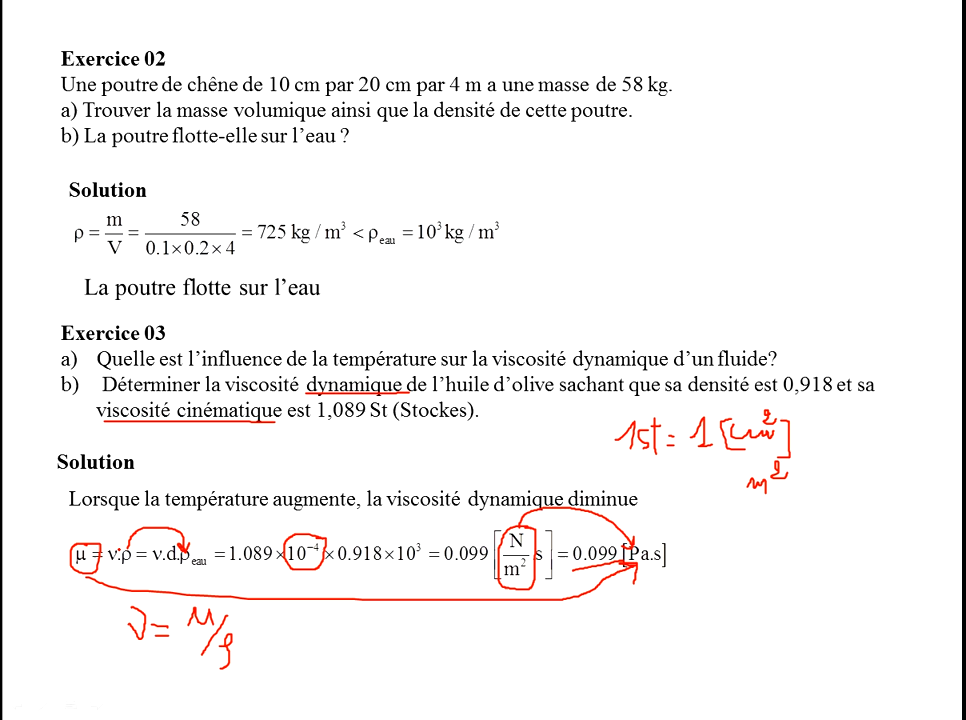 Exercice 02
Une poutre de chêne de 10 cm par 20 cm par 4 m a une masse de 58 kg.
a) Trouver la masse volumique ainsi que la densité de cette poutre.
b) La poutre flotte-elle sur l’eau ?
Solution
ρ = m/V = 58/(0.1×0.2×4) = 725 kg / m³ < ρ_eau = 10³ kg / m³
La poutre flotte sur l’eau
Exercice 03
a) Quelle est l’influence de la température sur la viscosité dynamique d’un fluide?
b) Déterminer la viscosité dynamique de l’huile d’olive sachant que sa densité est 0,918 et sa
viscosité cinématique est 1,089 St (Stockes).
1st = 1 [cm²]
m²
Solution
Lorsque la température augmente, la viscosité dynamique diminue
μ = ν.ρ = ν.d.ρ_eau = 1.089×10⁻⁴×0.918×10³ = 0.099 [N/m² s] = 0.099 [Pa.s]
ν = μ/ρ